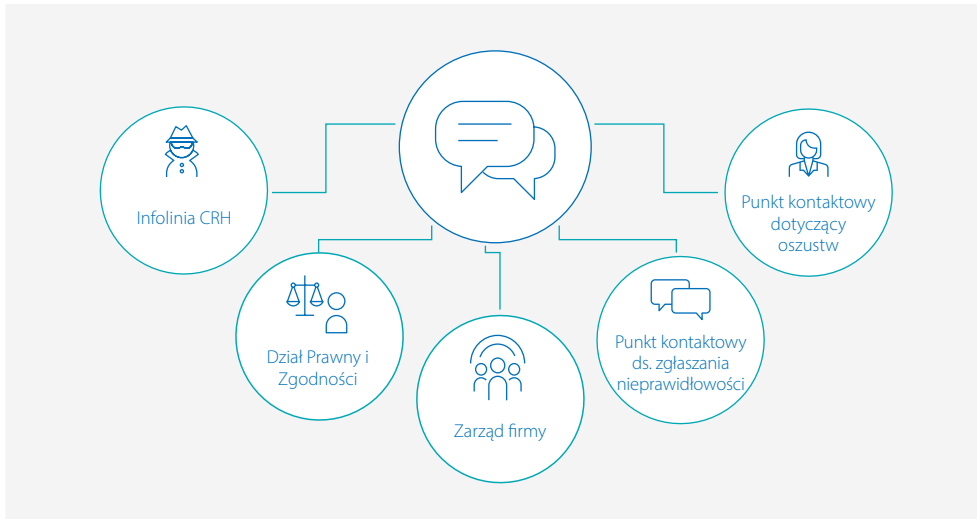 Infolinia CRH
Dział Prawny i
Zgodności
Zarząd firmy
Punkt kontaktowy
ds. zgłaszania
nieprawidłowości
Punkt kontaktowy
dotyczący
oszustw